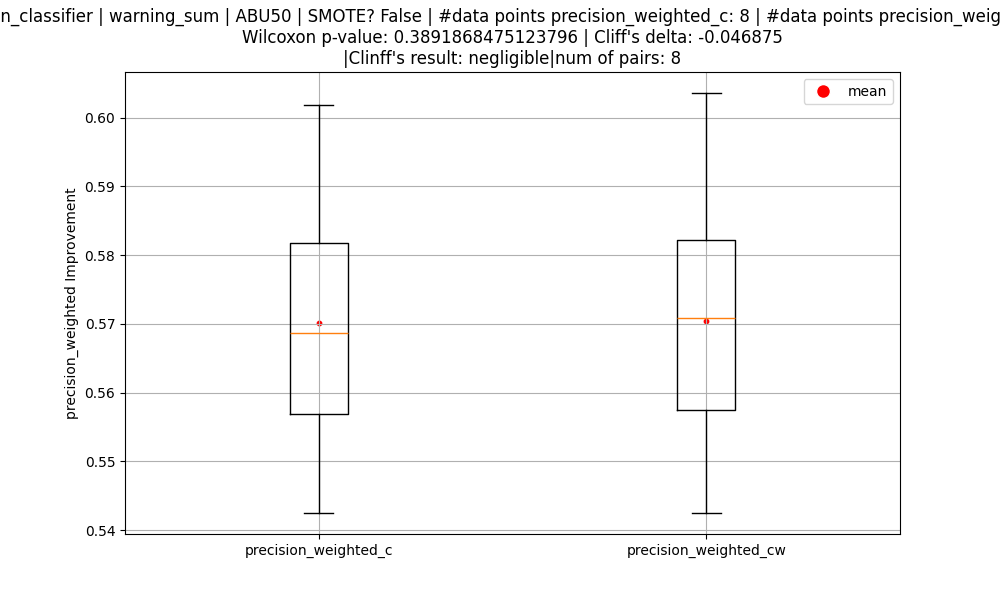 n_classifier | warning_sum | ABU50 | SMOTE? False | #data points precision_weighted_c: 8 | #data points precision_weig
Wilcoxon p-value: 0.3891868475123796 | Cliff's delta: -0.046875
|Clinff's result: negligible|num of pairs: 8
mean
0.60
0.59
0.58
0.57
0.56
0.55
0.54
precision_weighted Improvement
precision_weighted_c
precision_weighted_cw